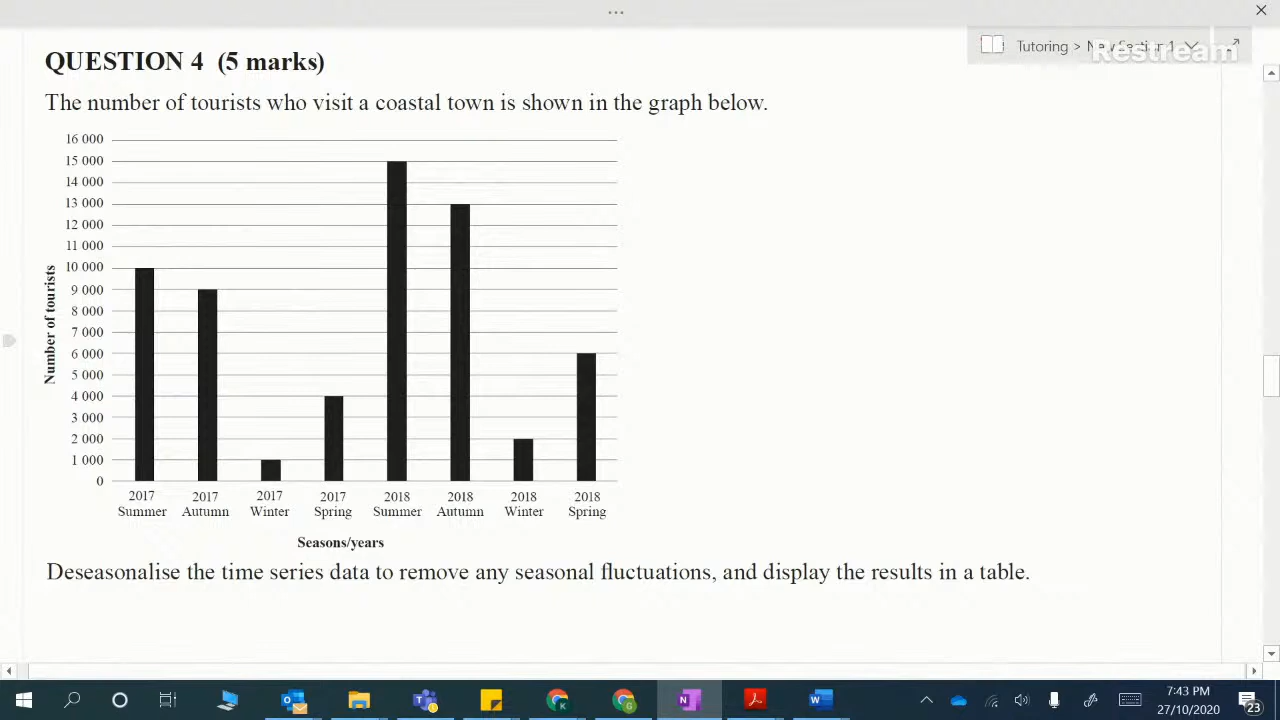 Tutoring > New Section 1
Restream
QUESTION 4 (5 marks)
The number of tourists who visit a coastal town is shown in the graph below.
16 000
15 000
14 000
13 000
12 000
11 000
10 000
9 000
8 000
7 000
6 000
5 000
4 000
3 000
2 000
1 000
0
Number of tourists
2017 2017 2017 2017 2018 2018 2018 2018
Summer Autumn Winter Spring Summer Autumn Winter Spring
Seasons/years
Deseasonalise the time series data to remove any seasonal fluctuations, and display the results in a table.
7:43 PM
27/10/2020
23